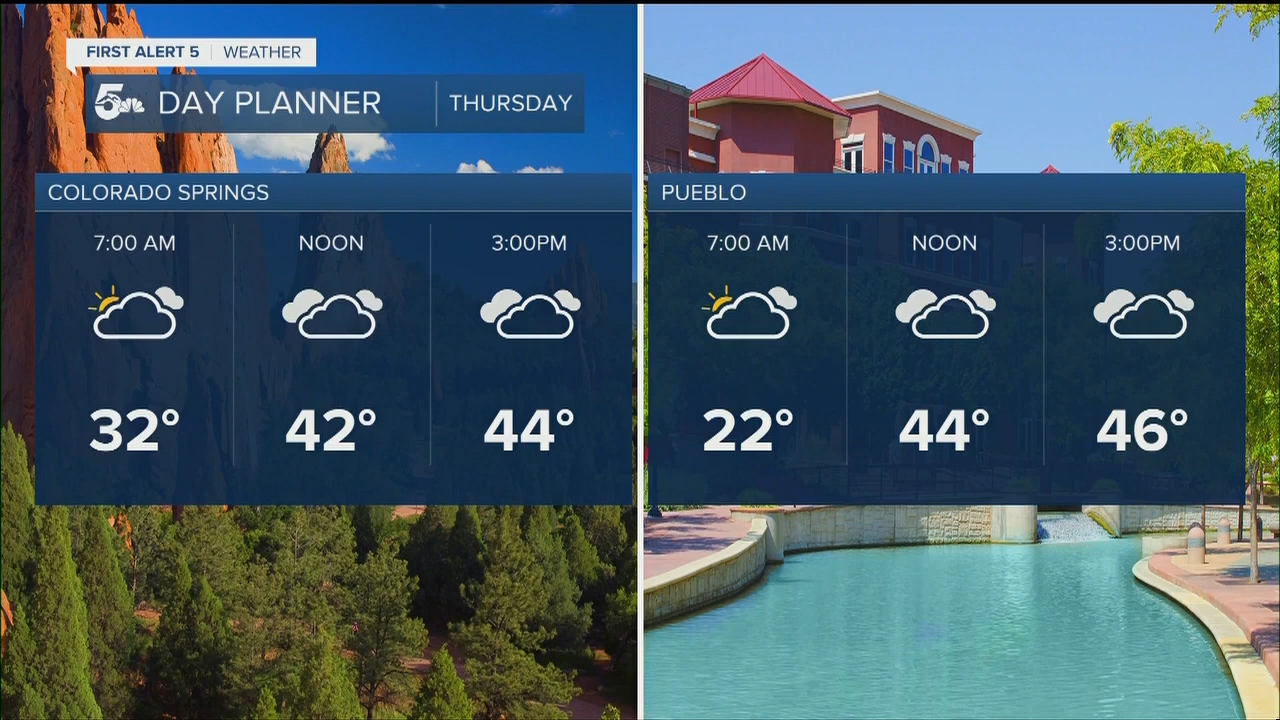 FIRST ALERT 5 | WEATHER
5 DAY PLANNER | THURSDAY
COLORADO SPRINGS
7:00 AM NOON 3:00PM
32° 42° 44°
PUEBLO
7:00 AM NOON 3:00PM
22° 44° 46°